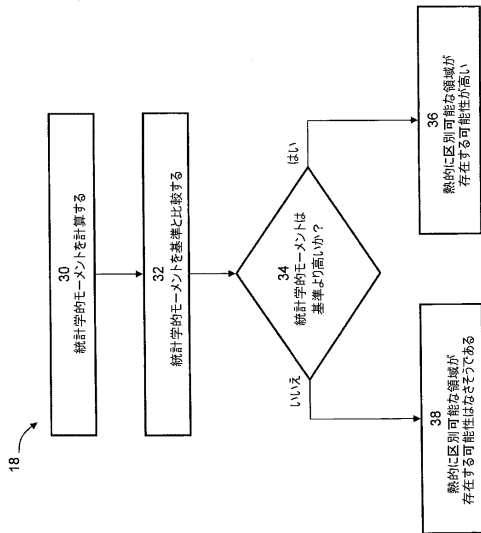 18
30
統計学的モーメントを計算する
32
統計学的モーメントを基準と比較する
34
統計学的モーメントは
基準より高いか？
いいえ
はい
38
熱的に区別可能な領域が
存在する可能性はなさそうである
36
熱的に区別可能な領域が
存在する可能性が高い